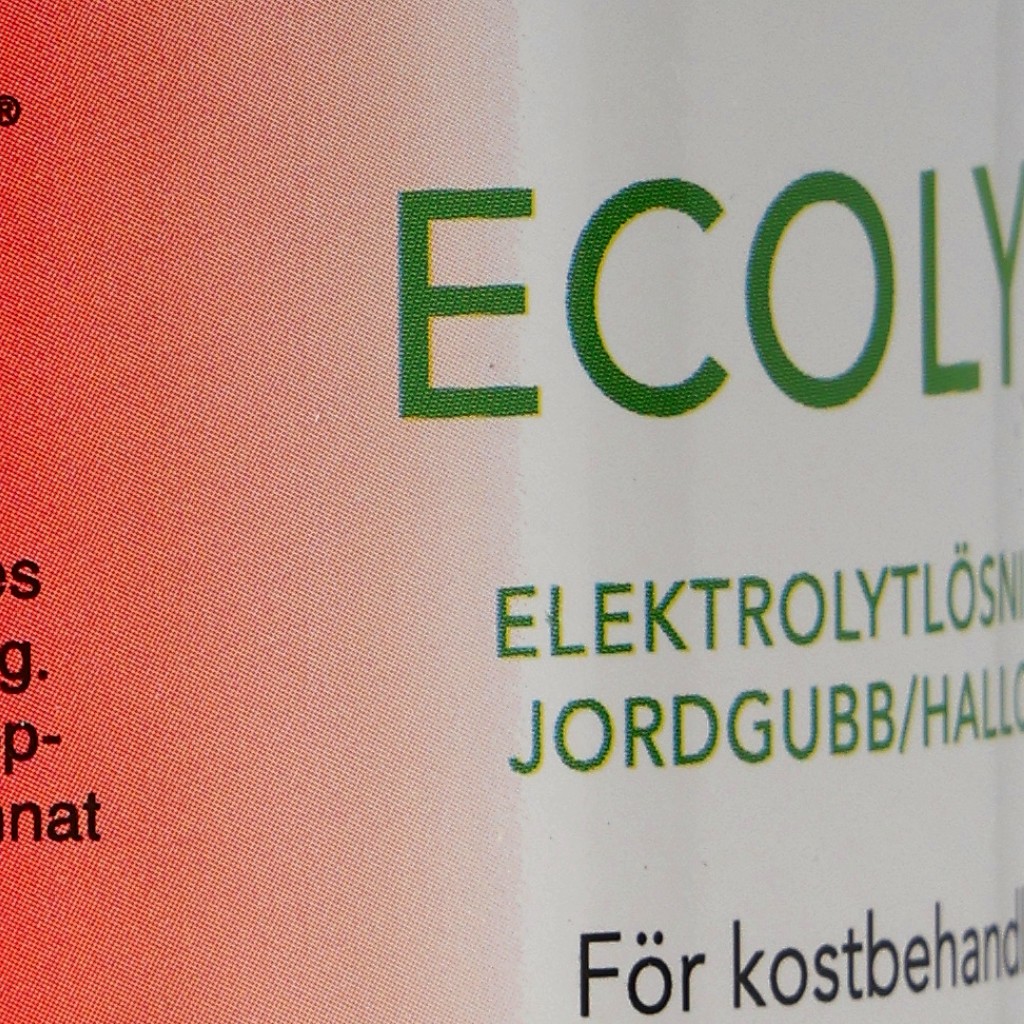 ®
ECOLY
ELEKTROLYTLÖSNI
JORDGUBB/HALLO
För kostbehand
es
g.
p-
nat